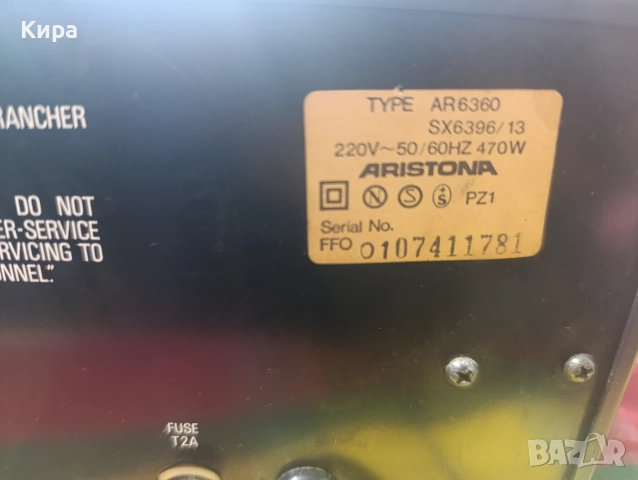 Кира
RANCHER
DO NOT
ER-SERVICE
ERVICING TO
ONNEL".
TYPE AR6360
SX6396/13
220V~50/60HZ 470W
ARISTONA
N S +S PZ1
Serial No.
FFO 0107411781
FUSE
T2A
BAZAR